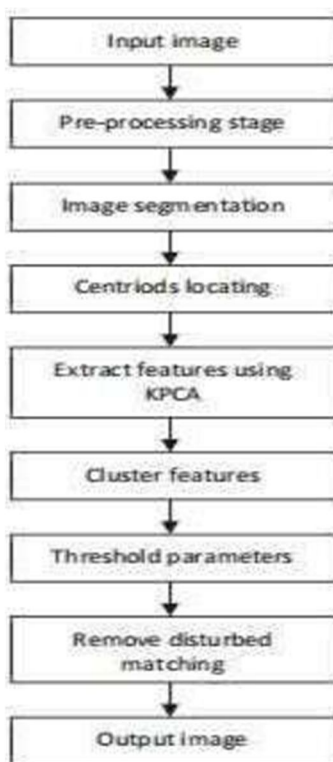 Input image
Pre-processing stage
Image segmentation
Centriods locating
Extract features using
KPCA
Cluster features
Threshold parameters
Remove disturbed
matching
Output image